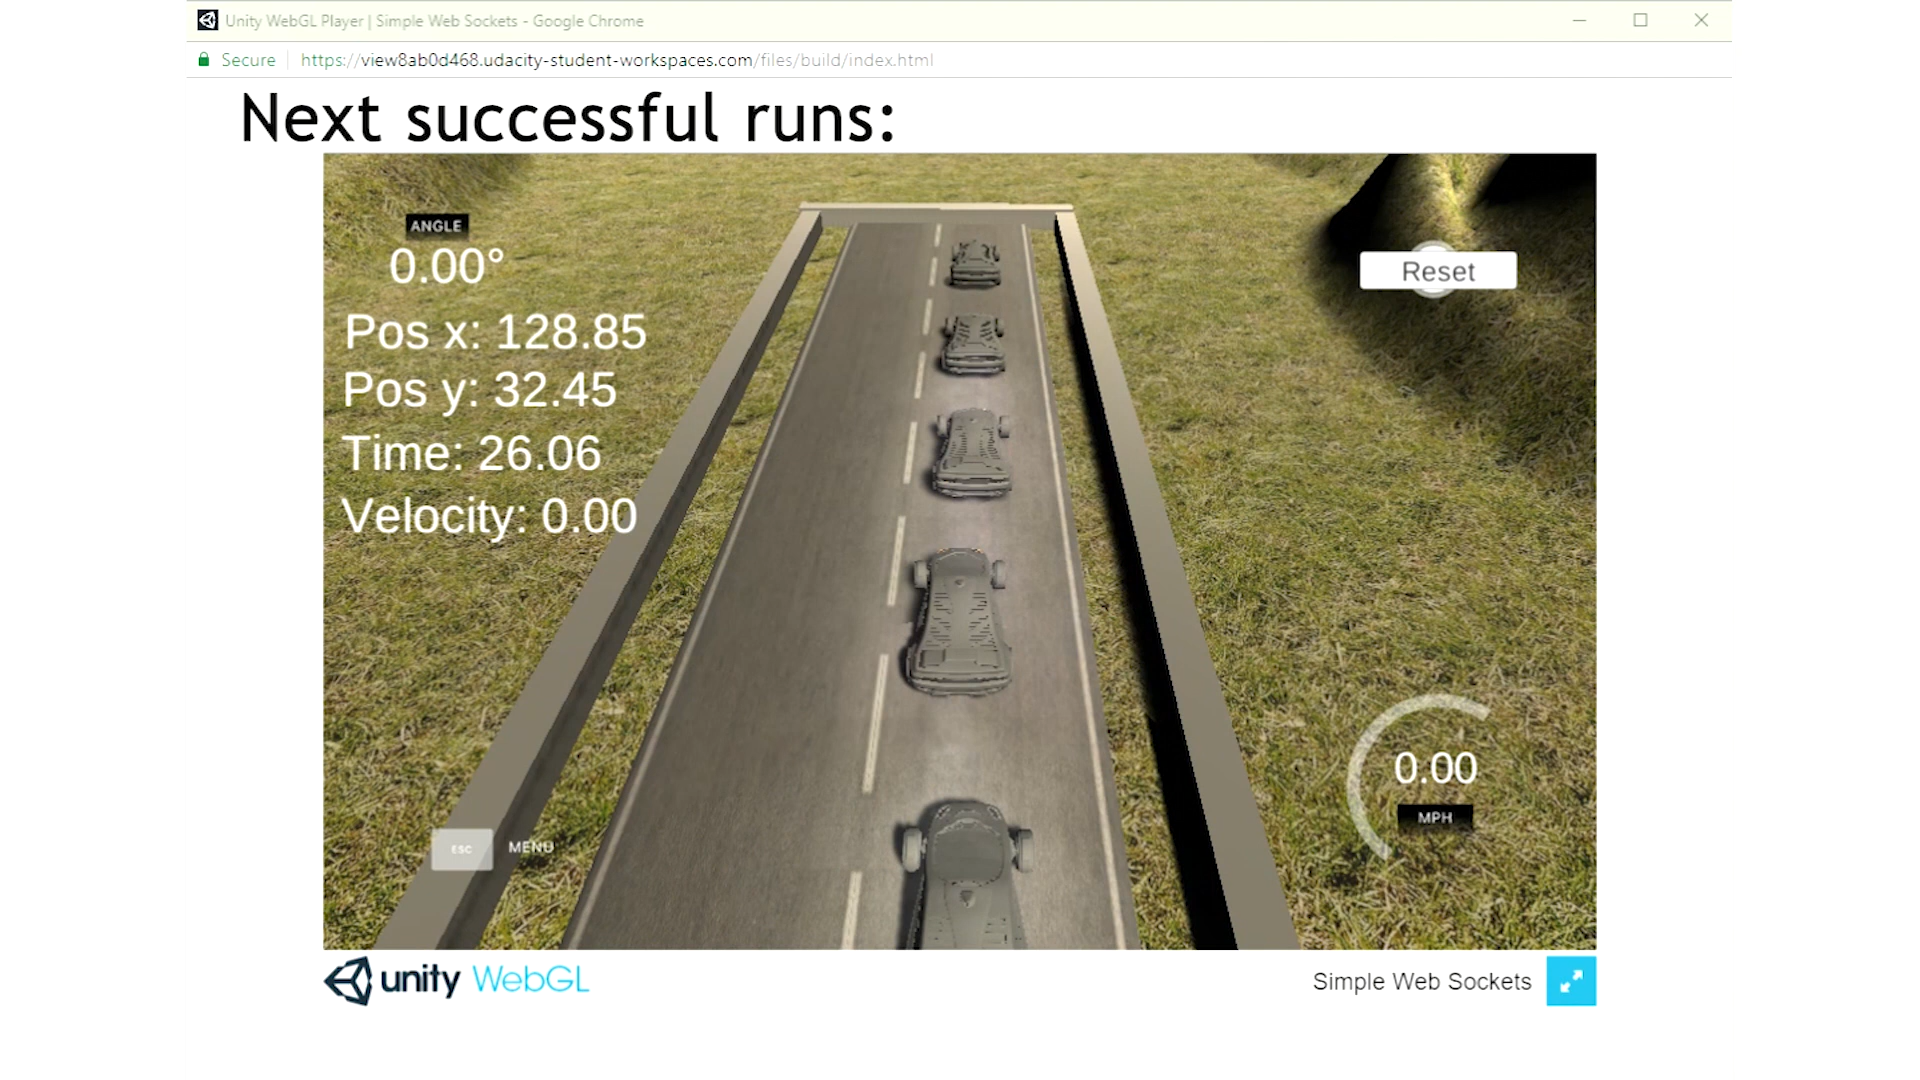 Unity WebGL Player | Simple Web Sockets - Google Chrome
Secure https://view8ab0d468.udacity-student-workspaces.com/files/build/index.html
Next successful runs:
ANGLE
0.00°
Reset
Pos x: 128.85
Pos y: 32.45
Time: 26.06
Velocity: 0.00
0.00
MPH
ESC MENU
unity WebGL
Simple Web Sockets